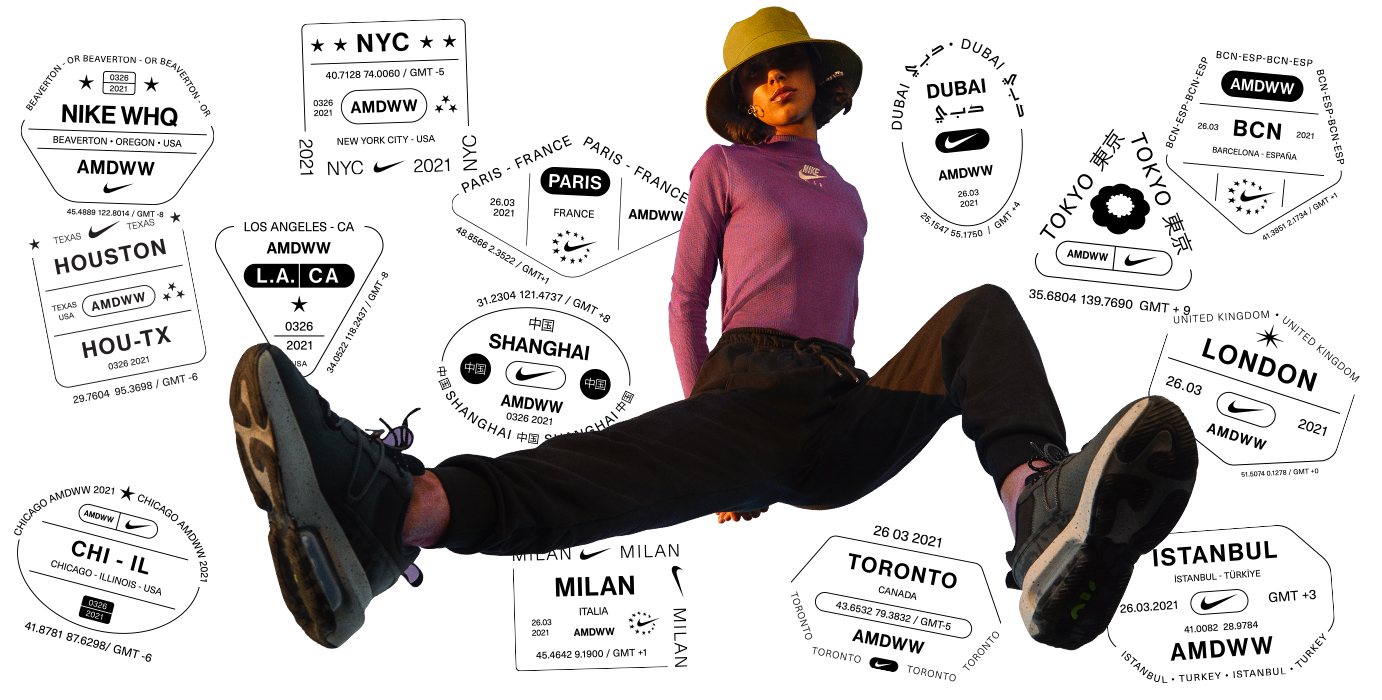 BEAVERTON - OR BEAVERTON - OR BEAVERTON - OR
0326
2021
NIKE WHQ
BEAVERTON • OREGON • USA
AMDWW
45.4889 122.8014 / GMT -8
★ ★ NYC ★ ★
40.7128 74.0060 / GMT -5
0326
2021
AMDWW
NEW YORK CITY - USA
2021
NYC 2021
NYC
PARIS - FRANCE PARIS - FRANCE
PARIS
26.03
2021
FRANCE
AMDWW
48.8566 2.3522 / GMT+1
NIKE
DUBAI دبي • DUBAI دبي
DUBAI
دبي
AMDWW
26.03
2021
25.1547 55.1750 / GMT +4
TOKYO 東京 TOKYO 東京
AMDWW
35.6804 139.7690 GMT + 9
BCN-ESP-BCN-ESP BCN-ESP-BCN-ESP BCN-ESP-BCN-ESP
AMDWW
26.03 BCN 2021
BARCELONA - ESPAÑA
41.3851 2.1734 / GMT +1
TEXAS TEXAS
HOUSTON
TEXAS
USA
AMDWW
HOU-TX
0326 2021
29.7604 95.3698 / GMT -6
LOS ANGELES - CA
AMDWW
L.A. CA
0326
2021
34.0522 118.2437 / GMT -8
31.2304 121.4737 / GMT +8
中国
SHANGHAI
中国 中国
AMDWW
0326 2021
中国 SHANGHAI 中国 SHANGHAI 中国
UNITED KINGDOM • UNITED KINGDOM
LONDON
26.03
2021
AMDWW
51.5074 0.1278 / GMT +0
CHICAGO AMDWW 2021 ★ CHICAGO AMDWW 2021
AMDWW
CHI - IL
CHICAGO - ILLINOIS - USA
0326
2021
41.8781 87.6298/ GMT -6
MILAN MILAN
MILAN
ITALIA
26.03
2021
AMDWW
45.4642 9.1900 / GMT +1
MILAN
26 03 2021
TORONTO
CANADA
43.6532 79.3832 / GMT-5
AMDWW
TORONTO TORONTO TORONTO TORONTO
ISTANBUL
İSTANBUL - TÜRKİYE
26.03.2021 GMT +3
41.0082 28.9784
AMDWW
ISTANBUL • TURKEY • ISTANBUL • TURKEY